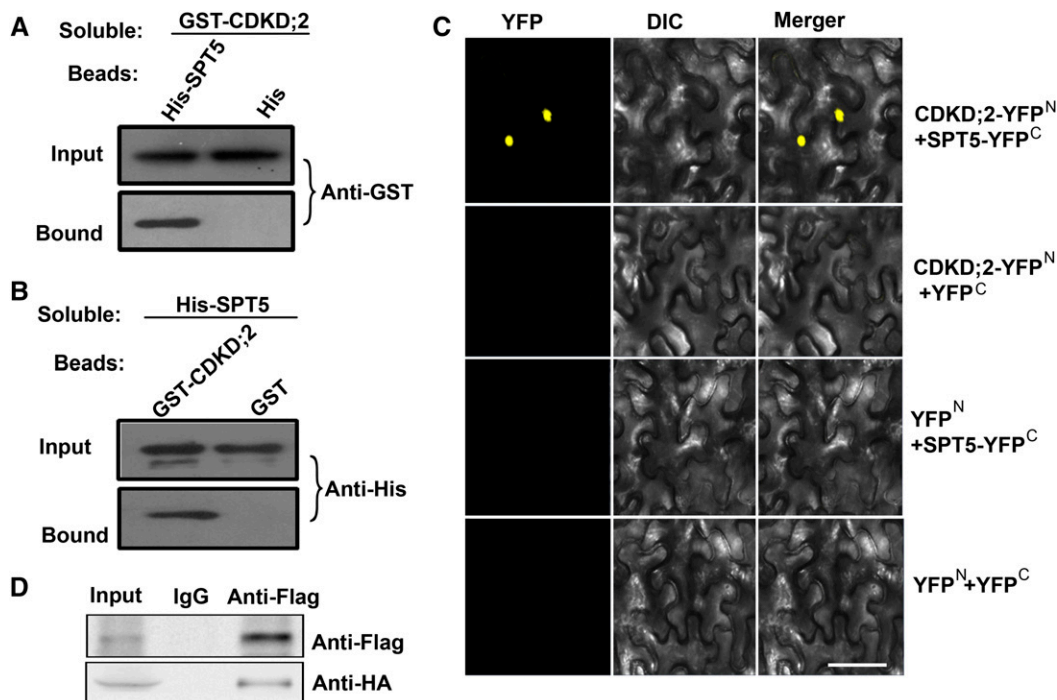 A
Soluble: GST-CDKD;2
Beads: His-SPT5 His
Input
Bound
Anti-GST
B
Soluble: His-SPT5
Beads: GST-CDKD;2 GST
Input
Bound
Anti-His
C
YFP DIC Merger
CDKD;2-YFPᴺ
+SPT5-YFPᶜ
CDKD;2-YFPᴺ
+YFPᶜ
YFPᴺ
+SPT5-YFPᶜ
YFPᴺ+YFPᶜ
D
Input IgG Anti-Flag
Anti-Flag
Anti-HA